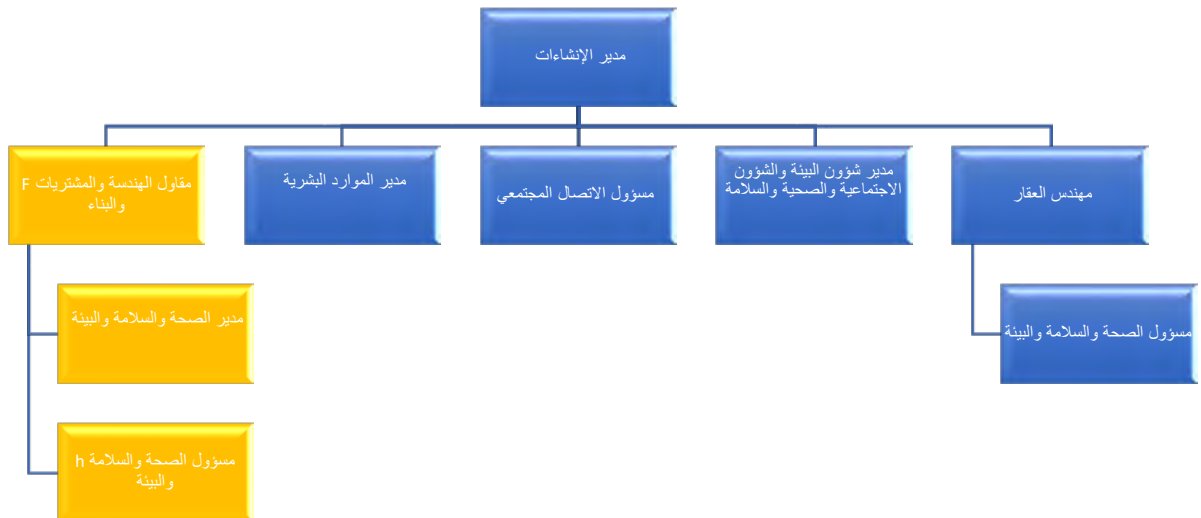 مدير الإنشاءات
مهندس العقار
مدير شؤون البيئة والشؤون
الاجتماعية والصحية والسلامة
مسؤول الاتصال المجتمعي
مدير الموارد البشرية
مقاول الهندسة والمشتريات F
والبناء
مسؤول الصحة والسلامة والبيئة
مدير الصحة والسلامة والبيئة
مسؤول الصحة والسلامة h
والبيئة